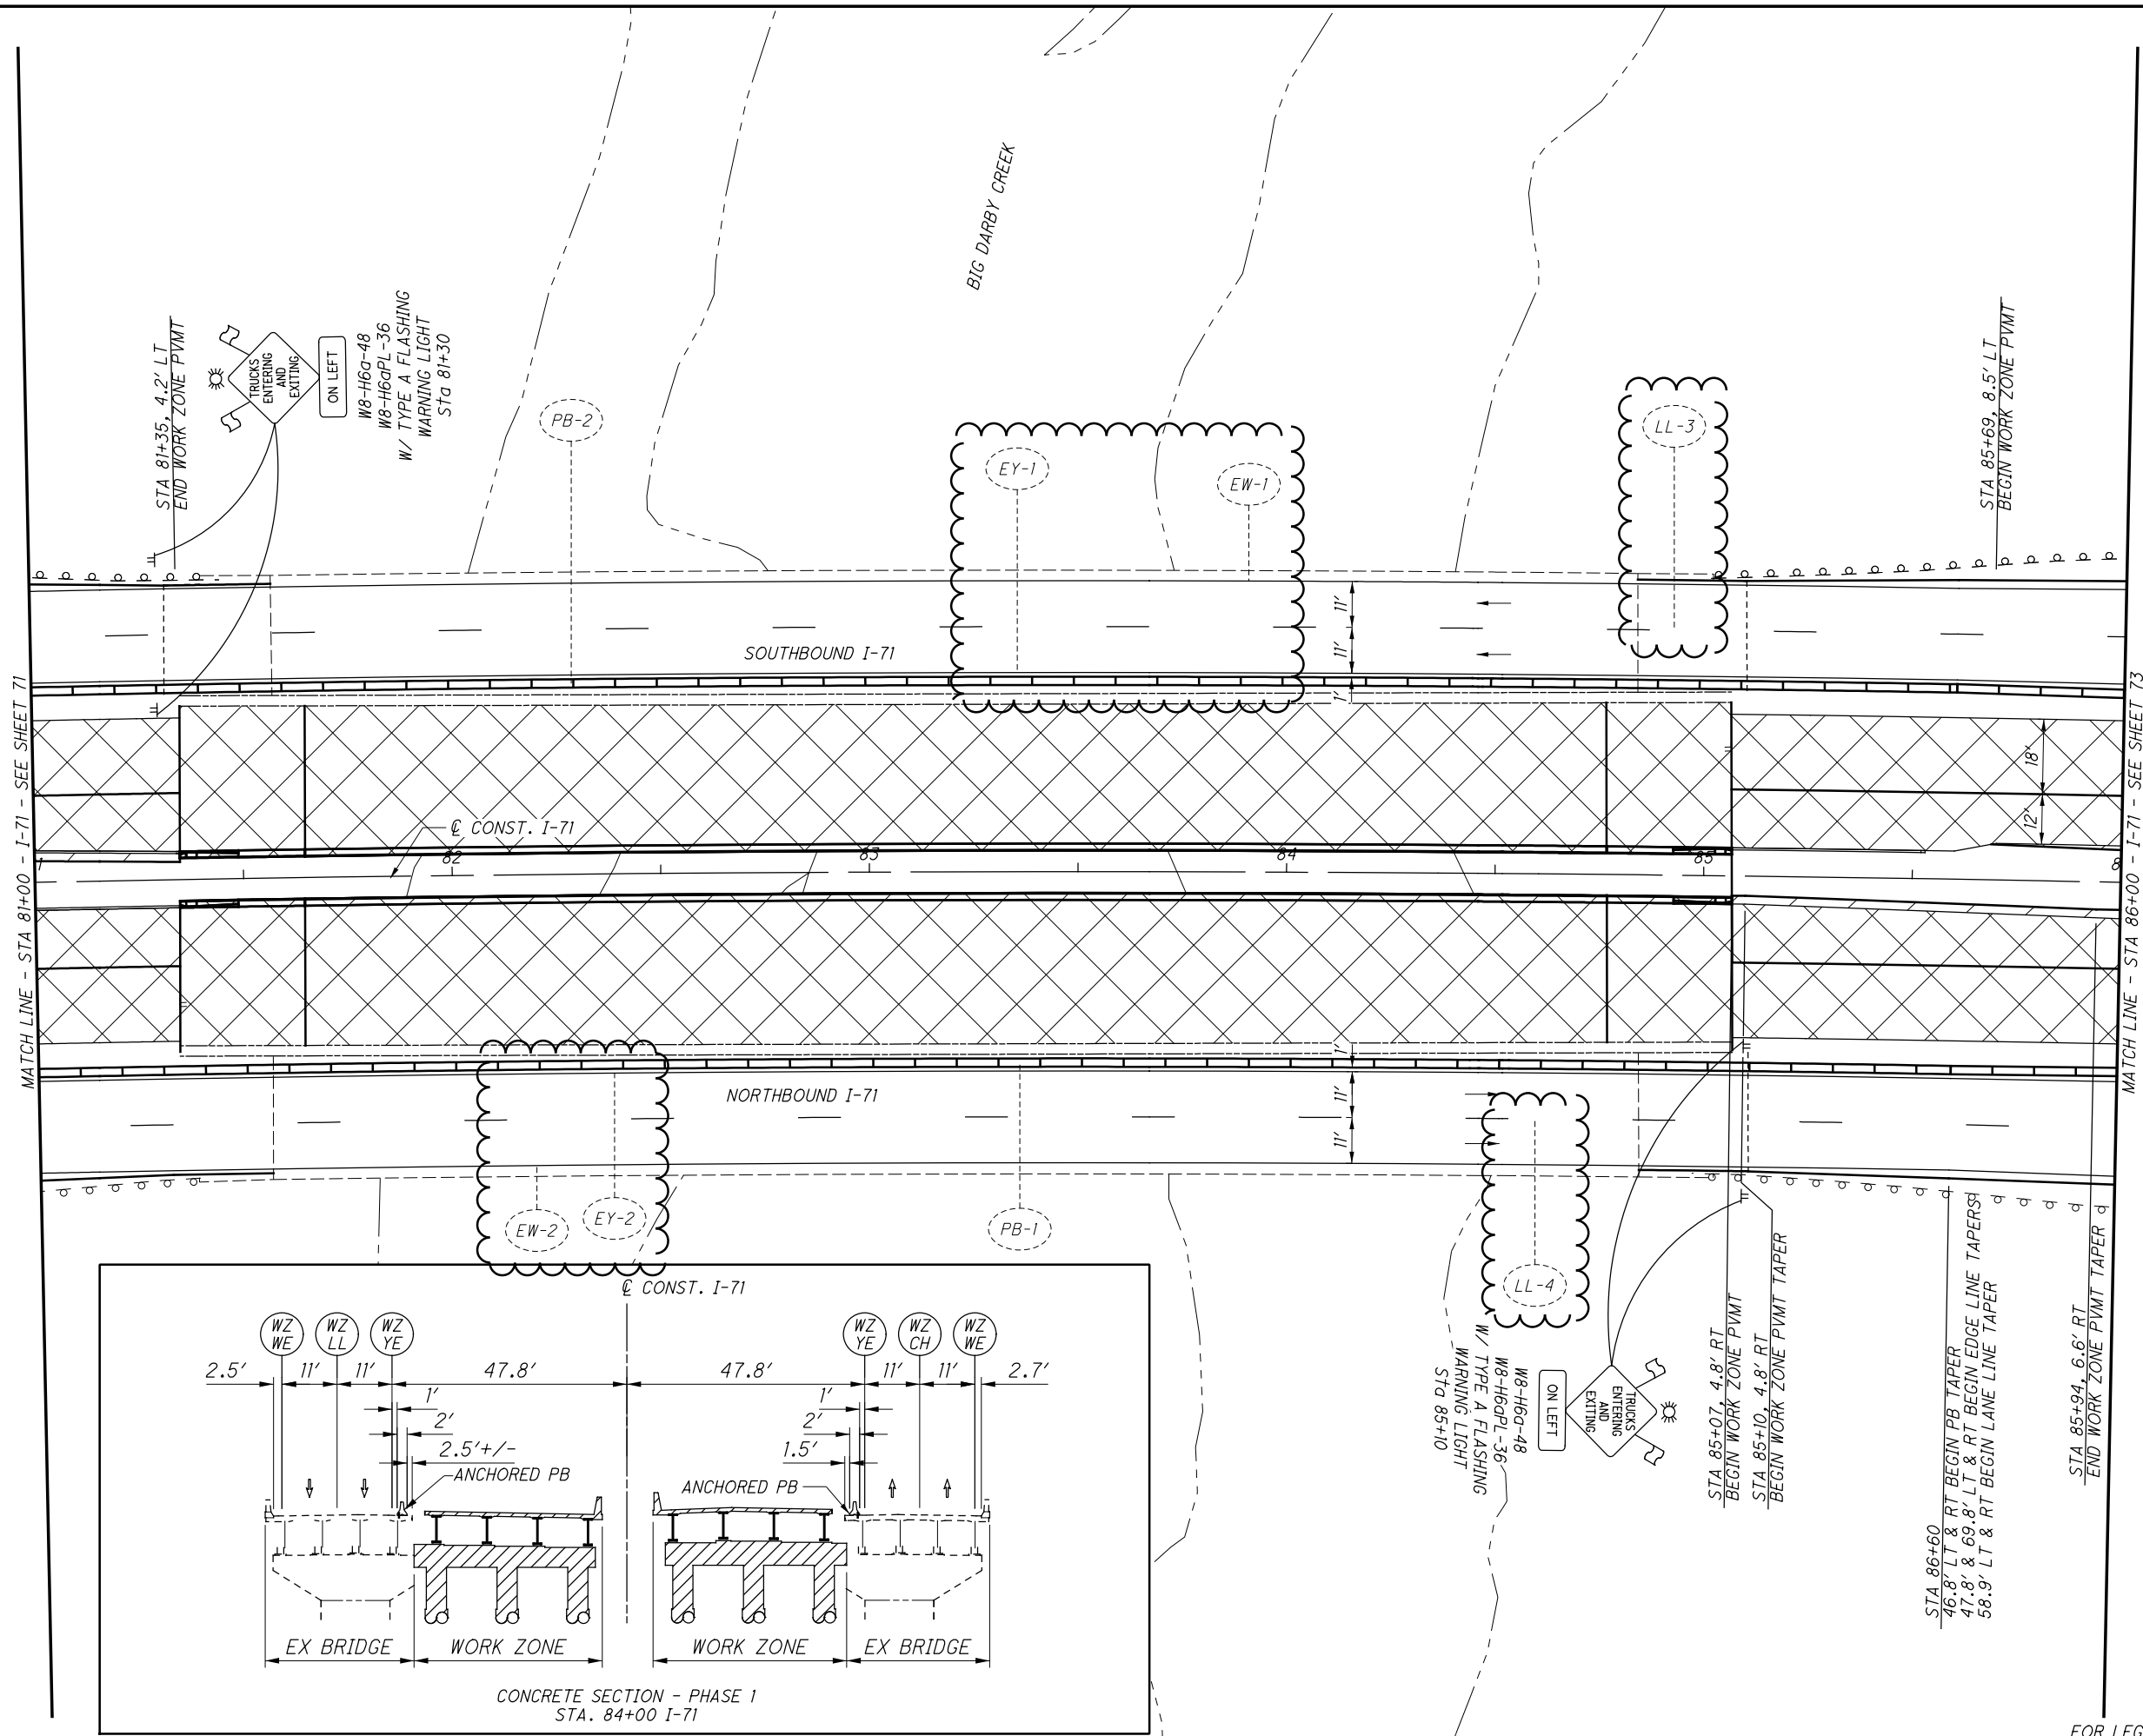 BIG DARBY CREEK
STA 81+35, 4.2' LT
END WORK ZONE PVMT
TRUCKS
ENTERING
AND
EXITING
ON LEFT
W8-H6a-48
W8-H6aPL-36
W/ TYPE A FLASHING
WARNING LIGHT
Sta 81+30
PB-2
EY-1
EW-1
LL-3
STA 85+69, 8.5' LT
BEGIN WORK ZONE PVMT
11'
11'
1'
SOUTHBOUND I-71
MATCH LINE - STA 81+00 - I-71 - SEE SHEET 71
MATCH LINE - STA 86+00 - I-71 - SEE SHEET 73
18'
12'
℄ CONST. I-71
1
82
83
84
85
8
1'
11'
11'
NORTHBOUND I-71
EW-2
EY-2
PB-1
LL-4
W8-H6a-48
W8-H6aPL-36
W/ TYPE A FLASHING
WARNING LIGHT
Sta 85+10
ON LEFT
TRUCKS
ENTERING
AND
EXITING
STA 85+07, 4.8' RT
BEGIN WORK ZONE PVMT
STA 85+10, 4.8' RT
BEGIN WORK ZONE PVMT TAPER
STA 86+60
46.8' LT & RT BEGIN PB TAPER
47.8' & 69.8' LT & RT BEGIN EDGE LINE TAPERS
58.9' LT & RT BEGIN LANE LINE TAPER
STA 85+94, 6.6' RT
END WORK ZONE PVMT TAPER
℄ CONST. I-71
WZ WE
WZ LL
WZ YE
WZ YE
WZ CH
WZ WE
2.5' 11' 11' 47.8' 47.8' 11' 11' 2.7'
1' 1'
2' 2'
2.5'+/- 1.5'
ANCHORED PB
ANCHORED PB
EX BRIDGE WORK ZONE WORK ZONE EX BRIDGE
CONCRETE SECTION - PHASE 1
STA. 84+00 I-71
FOR LEG